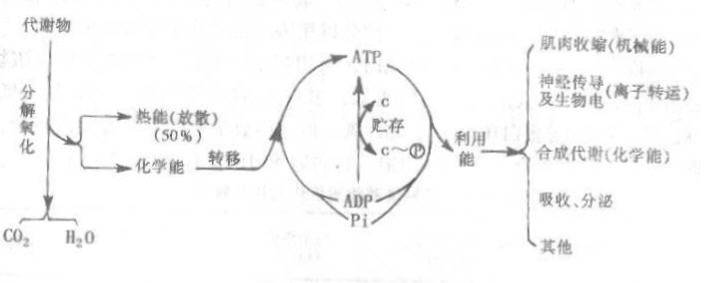 代谢物
分解氧化
CO₂
H₂O
热能(放散)
(50%)
化学能
转移
ATP
c
贮存
c～Ⓟ
ADP
Pi
利用
能
肌肉收缩(机械能)
神经传导
及生物电
(离子转运)
合成代谢(化学能)
吸收、分泌
其他